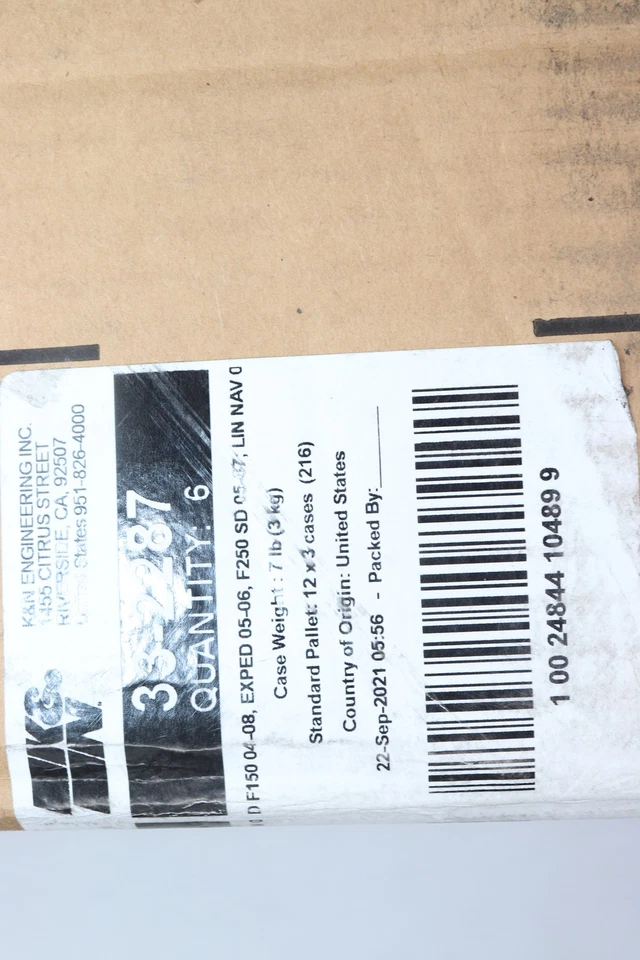 K&N
K&N ENGINEERING INC.
1455 CITRUS STREET
RIVERSIDE, CA, 92507
United States 951-826-4000
33-2287
QUANTITY: 6
D F150 04-08, EXPED 05-06, F250 SD 05-07, LIN NAV 0
Case Weight : 7 lb (3 kg)
Standard Pallet: 12 x 3 cases (216)
Country of Origin: United States
22-Sep-2021 05:56 - Packed By:______
1 00 24844 10489 9